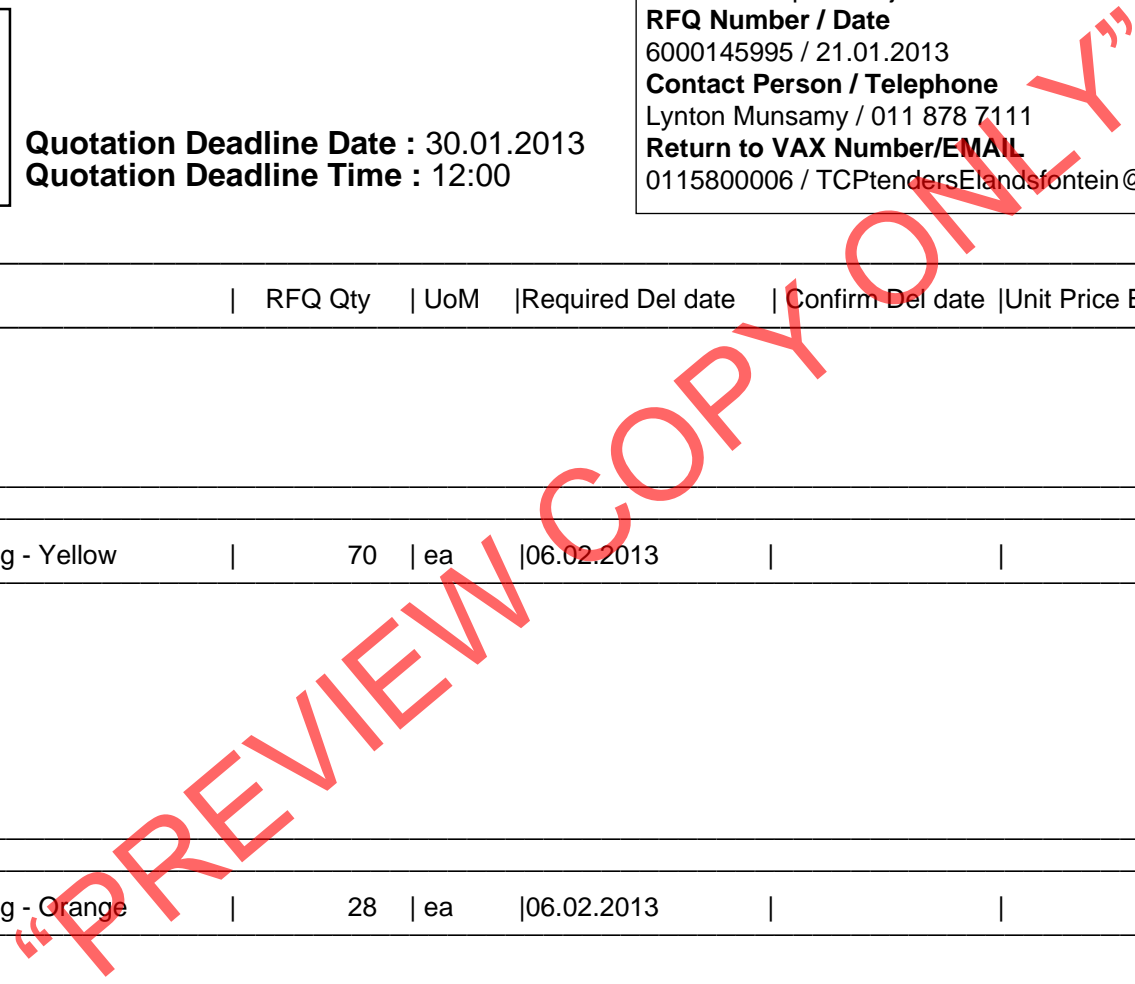 RFQ Number / Date
6000145995 / 21.01.2013
Contact Person / Telephone
Lynton Munsamy / 011 878 7111
Return to VAX Number/EMAIL
0115800006 / TCPtendersElandsfontein@
Quotation Deadline Date : 30.01.2013
Quotation Deadline Time : 12:00
| RFQ Qty | UoM |Required Del date | Confirm Del date |Unit Price E
g - Yellow | 70 | ea |06.02.2013 | |
g - Orange | 28 | ea |06.02.2013 | |
“PREVIEW COPY ONLY”